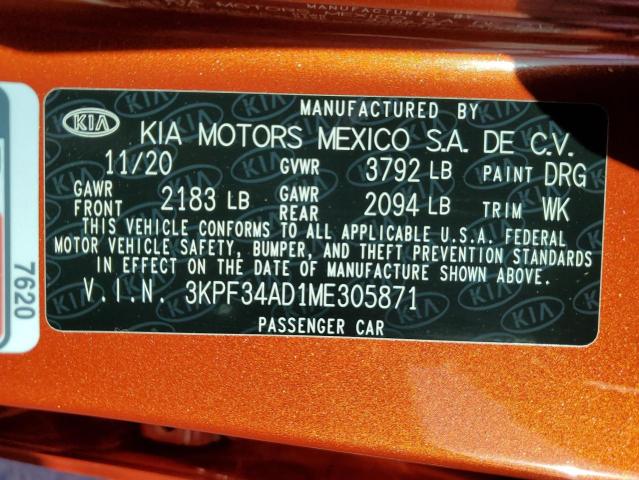 MANUFACTURED BY
KIA KIA MOTORS MEXICO S.A. DE C.V.
11/20 GVWR 3792 LB PAINT DRG
GAWR FRONT 2183 LB GAWR REAR 2094 LB TRIM WK
THIS VEHICLE CONFORMS TO ALL APPLICABLE U.S.A. FEDERAL
MOTOR VEHICLE SAFETY, BUMPER, AND THEFT PREVENTION STANDARDS
IN EFFECT ON THE DATE OF MANUFACTURE SHOWN ABOVE.
V.I.N. 3KPF34AD1ME305871
PASSENGER CAR
7620